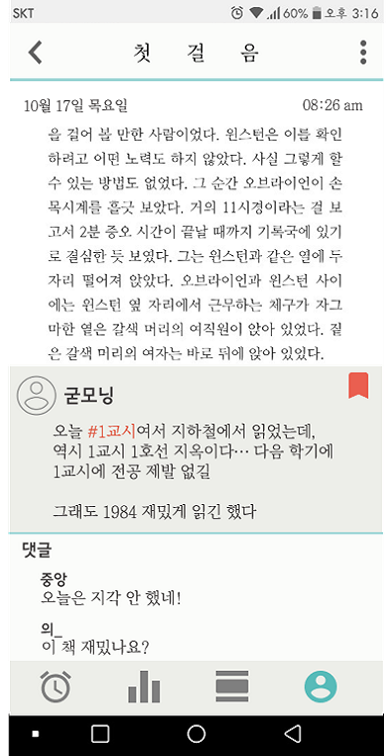 SKT 60% 오후 3:16
첫 걸음
10월 17일 목요일 08:26 am
을 걸어 볼 만한 사람이었다. 윈스턴은 이를 확인
하려고 어떤 노력도 하지 않았다. 사실 그렇게 할
수 있는 방법도 없었다. 그 순간 오브라이언이 손
목시계를 흘긋 보았다. 거의 11시경이라는 걸 보
고서 2분 증오 시간이 끝날 때까지 기록국에 있기
로 결심한 듯 보였다. 그는 윈스턴과 같은 열에 두
자리 떨어져 앉았다. 오브라이언과 윈스턴 사이
에는 윈스턴 옆 자리에서 근무하는 체구가 자그
마한 옅은 갈색 머리의 여직원이 앉아 있었다. 짙
은 갈색 머리의 여자는 바로 뒤에 앉아 있었다.
굳모닝
오늘 #1교시여서 지하철에서 읽었는데,
역시 1교시 1호선 지옥이다… 다음 학기에
1교시에 전공 제발 없길
그래도 1984 재밌게 읽긴 했다
댓글
중앙
오늘은 지각 안 했네!
의_
이 책 재밌나요?